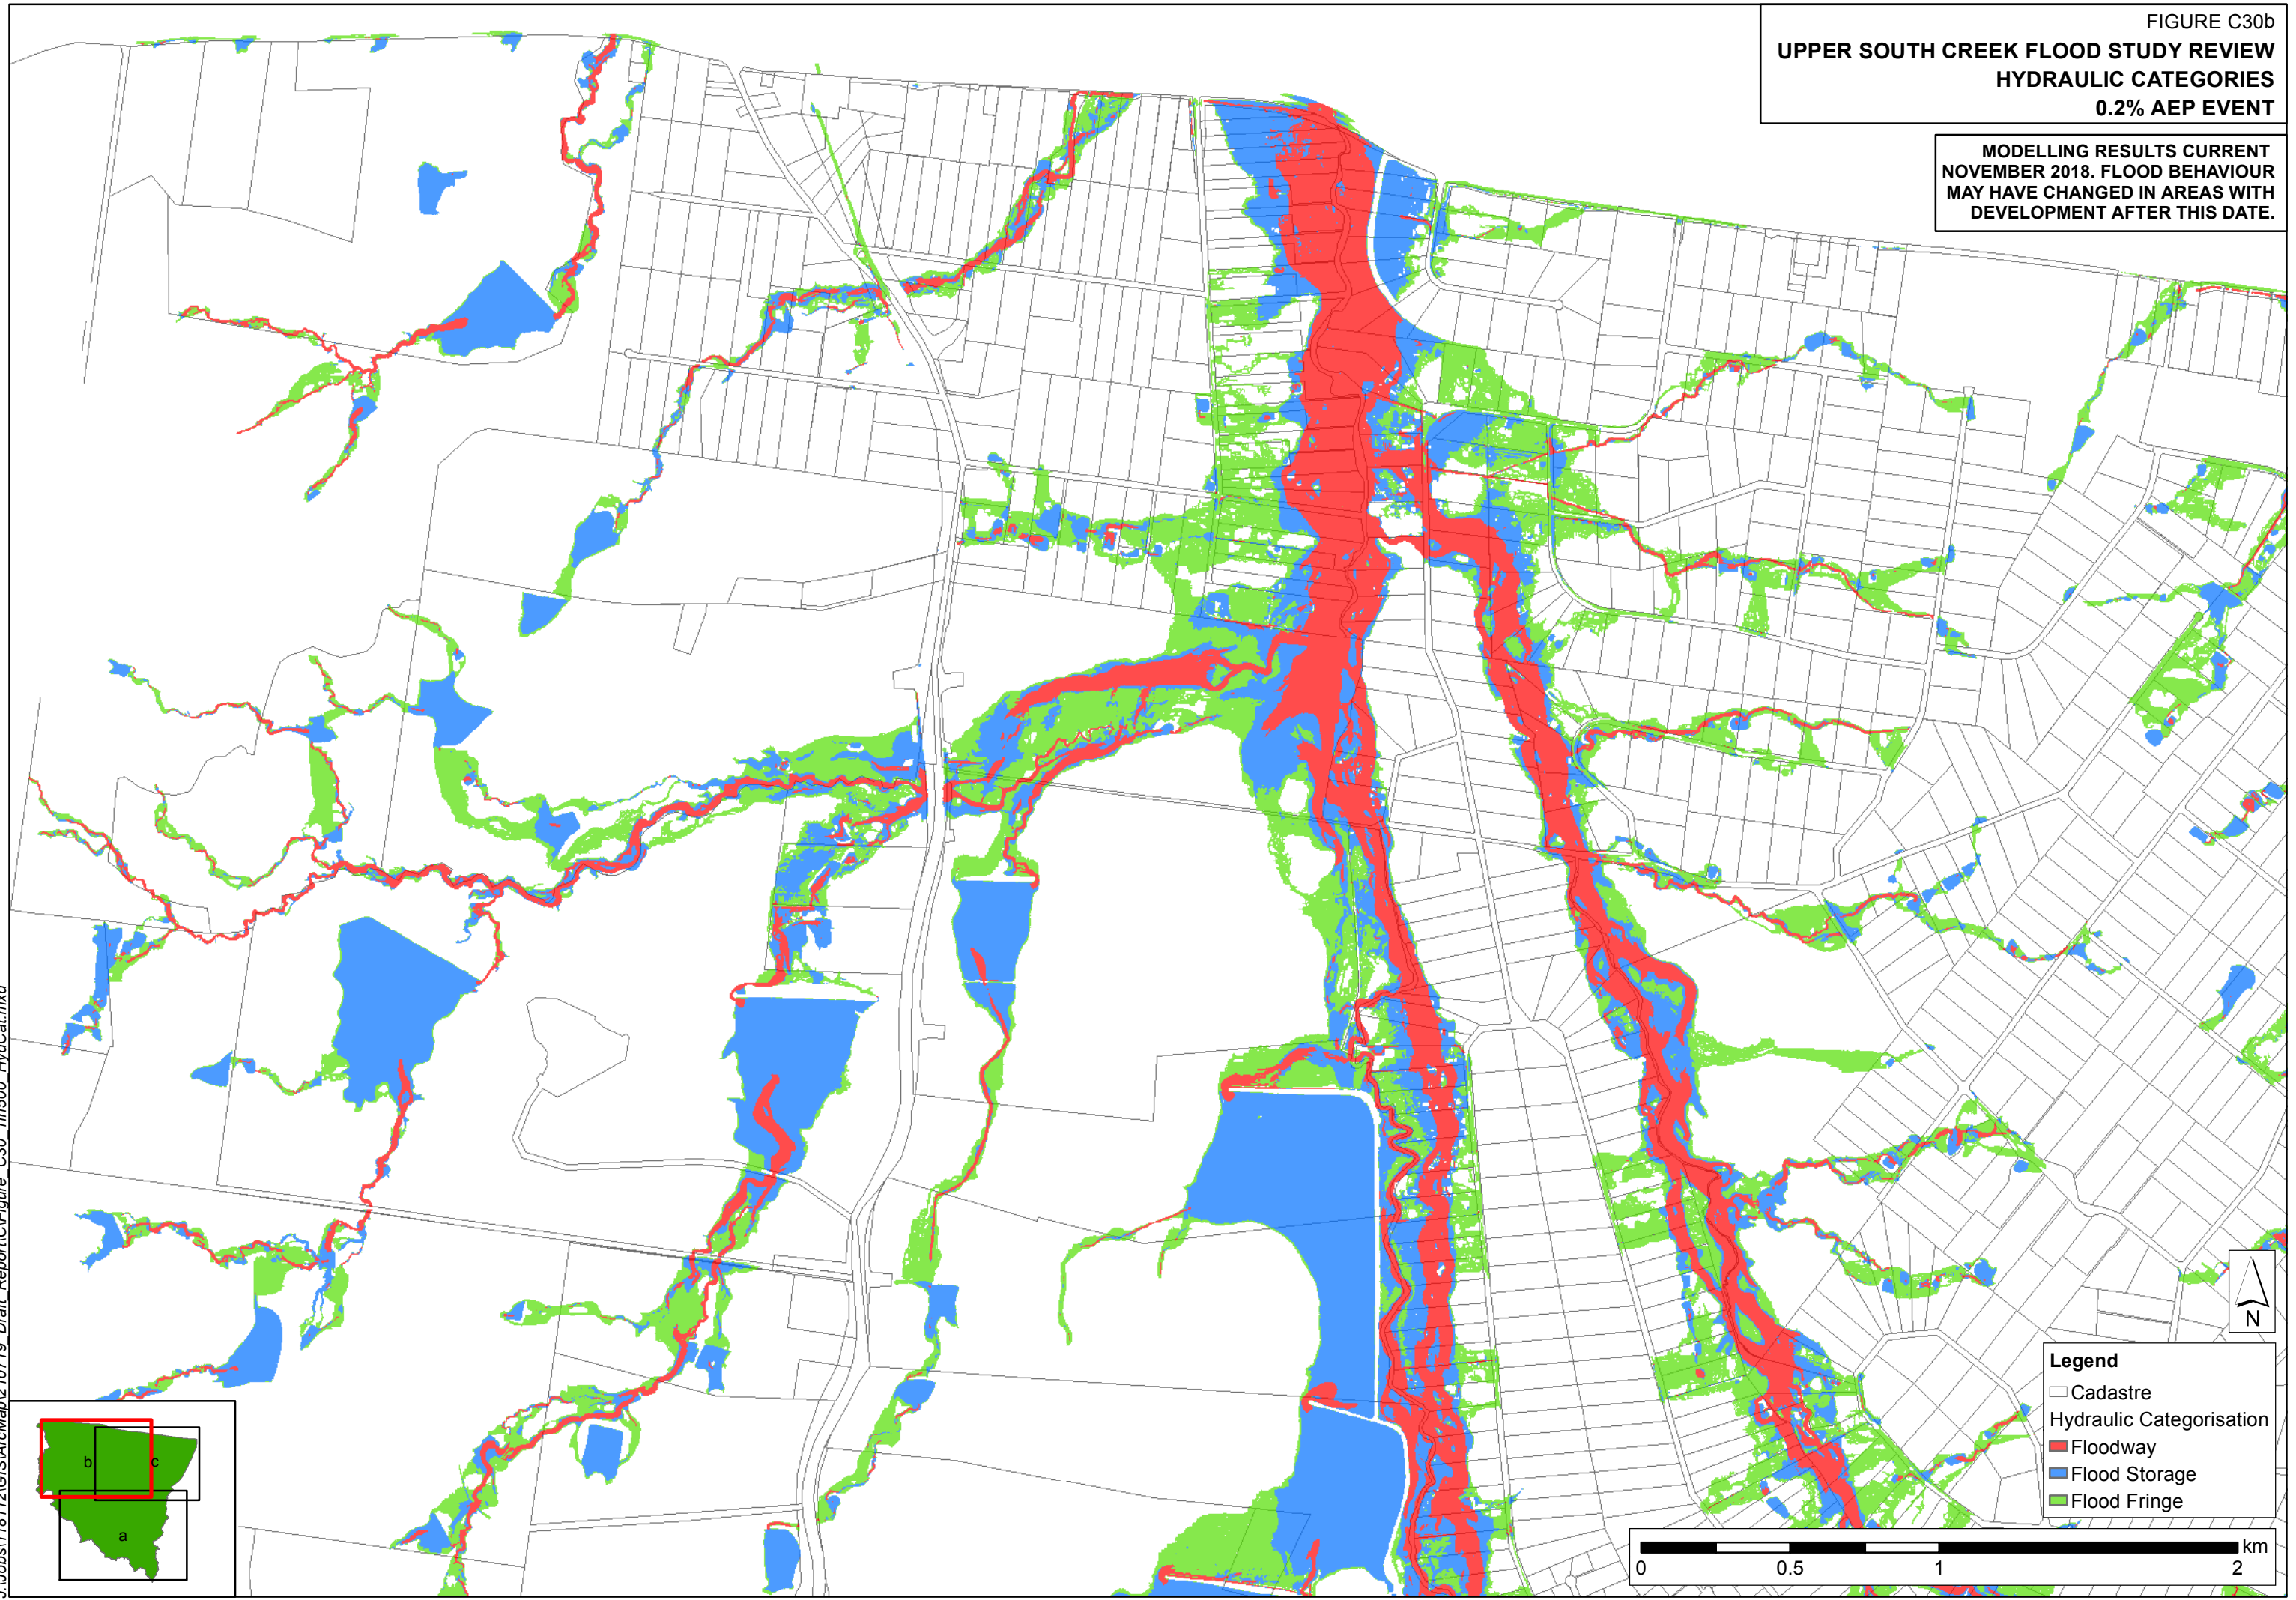 FIGURE C30b
UPPER SOUTH CREEK FLOOD STUDY REVIEW
HYDRAULIC CATEGORIES
0.2% AEP EVENT
MODELLING RESULTS CURRENT
NOVEMBER 2018. FLOOD BEHAVIOUR
MAY HAVE CHANGED IN AREAS WITH
DEVELOPMENT AFTER THIS DATE.
N
Legend
Cadastre
Hydraulic Categorisation
Floodway
Flood Storage
Flood Fringe
km
0 0.5 1 2
b c
a